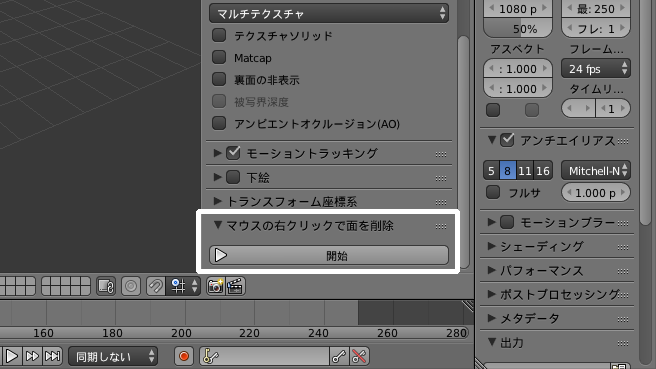 マルチテクスチャ
テクスチャソリッド
Matcap
裏面の非表示
被写界深度
アンビエントオクルージョン(AO)
モーショントラッキング
下絵
トランスフォーム座標系
マウスの右クリックで面を削除
開始
1080 p
最: 250
50%
フレ: 1
アスペクト
フレーム...
: 1.000
24 fps
: 1.000
タイムリ...
1
アンチエイリアス
5 8 11 16
Mitchell-N
フルサ
1.000 p
モーションブラー
シェーディング
パフォーマンス
ポストプロセッシング
メタデータ
出力
160 180 200 220 240 260 280
同期しない